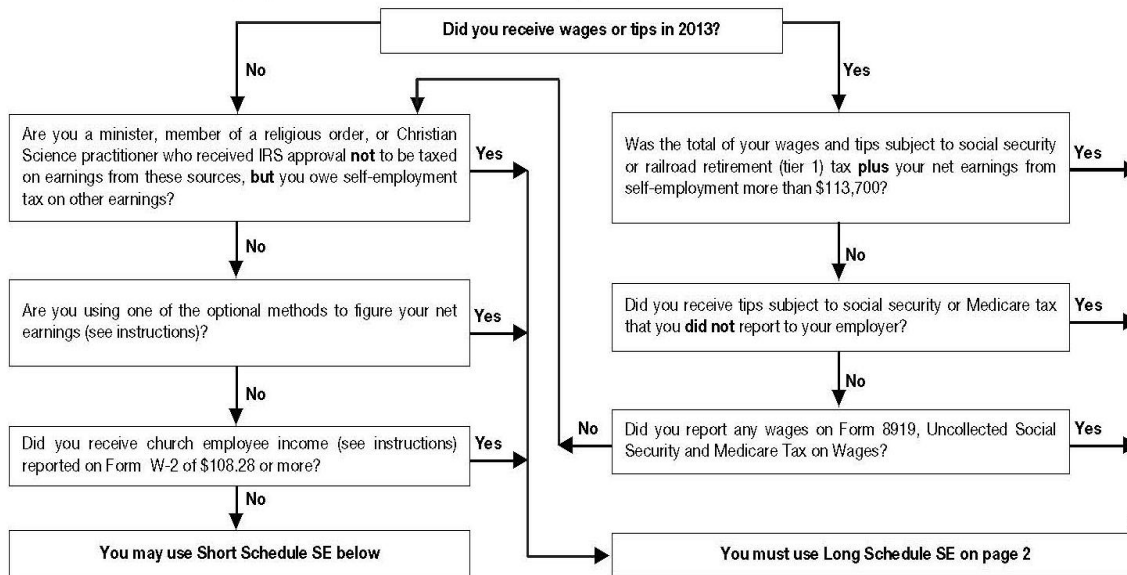 Did you receive wages or tips in 2013?
No
Yes
Are you a minister, member of a religious order, or Christian
Science practitioner who received IRS approval not to be taxed
on earnings from these sources, but you owe self-employment
tax on other earnings?
Yes
Was the total of your wages and tips subject to social security
or railroad retirement (tier 1) tax plus your net earnings from
self-employment more than $113,700?
Yes
No
No
Are you using one of the optional methods to figure your net
earnings (see instructions)?
Yes
Did you receive tips subject to social security or Medicare tax
that you did not report to your employer?
Yes
No
No
Did you receive church employee income (see instructions)
reported on Form W-2 of $108.28 or more?
Yes
No
Did you report any wages on Form 8919, Uncollected Social
Security and Medicare Tax on Wages?
Yes
No
You may use Short Schedule SE below
You must use Long Schedule SE on page 2